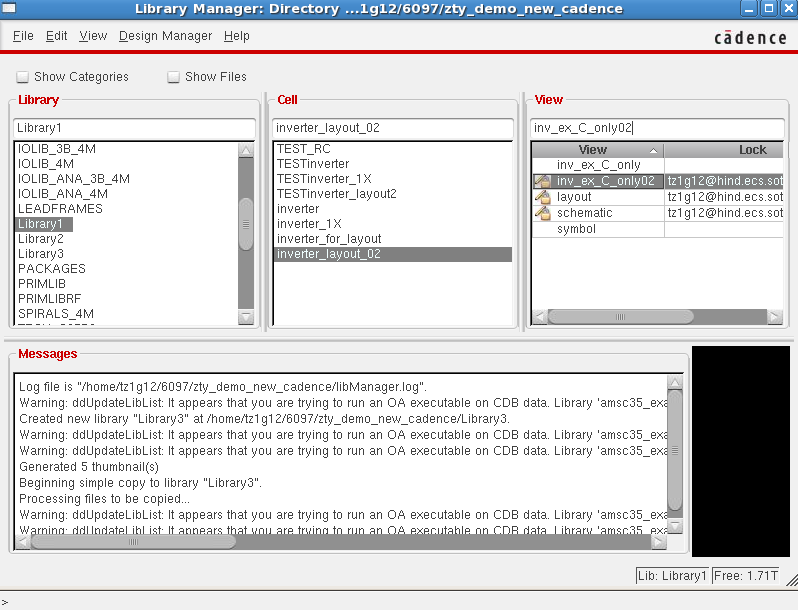 Library Manager: Directory ...1g12/6097/zty_demo_new_cadence
File Edit View Design Manager Help
cādence
Show Categories Show Files
Library
Library1
IOLIB_3B_4M
IOLIB_4M
IOLIB_ANA_3B_4M
IOLIB_ANA_4M
LEADFRAMES
Library1
Library2
Library3
PACKAGES
PRIMLIB
PRIMLIBRF
SPIRALS_4M
Cell
inverter_layout_02
TEST_RC
TESTinverter
TESTinverter_1X
TESTinverter_layout2
inverter
inverter_1X
inverter_for_layout
inverter_layout_02
View
inv_ex_C_only02
View Lock
inv_ex_C_only
inv_ex_C_only02 tz1g12@hind.ecs.sot
layout tz1g12@hind.ecs.sot
schematic tz1g12@hind.ecs.sot
symbol
Messages
Log file is "/home/tz1g12/6097/zty_demo_new_cadence/libManager.log".
Warning: ddUpdateLibList: It appears that you are trying to run an OA executable on CDB data. Library 'amsc35_exa
Created new library "Library3" at /home/tz1g12/6097/zty_demo_new_cadence/Library3.
Warning: ddUpdateLibList: It appears that you are trying to run an OA executable on CDB data. Library 'amsc35_exa
Warning: ddUpdateLibList: It appears that you are trying to run an OA executable on CDB data. Library 'amsc35_exa
Generated 5 thumbnail(s)
Beginning simple copy to library "Library3".
Processing files to be copied...
Warning: ddUpdateLibList: It appears that you are trying to run an OA executable on CDB data. Library 'amsc35_exa
Warning: ddUpdateLibList: It appears that you are trying to run an OA executable on CDB data. Library 'amsc35_exa
Lib: Library1 Free: 1.71T
>